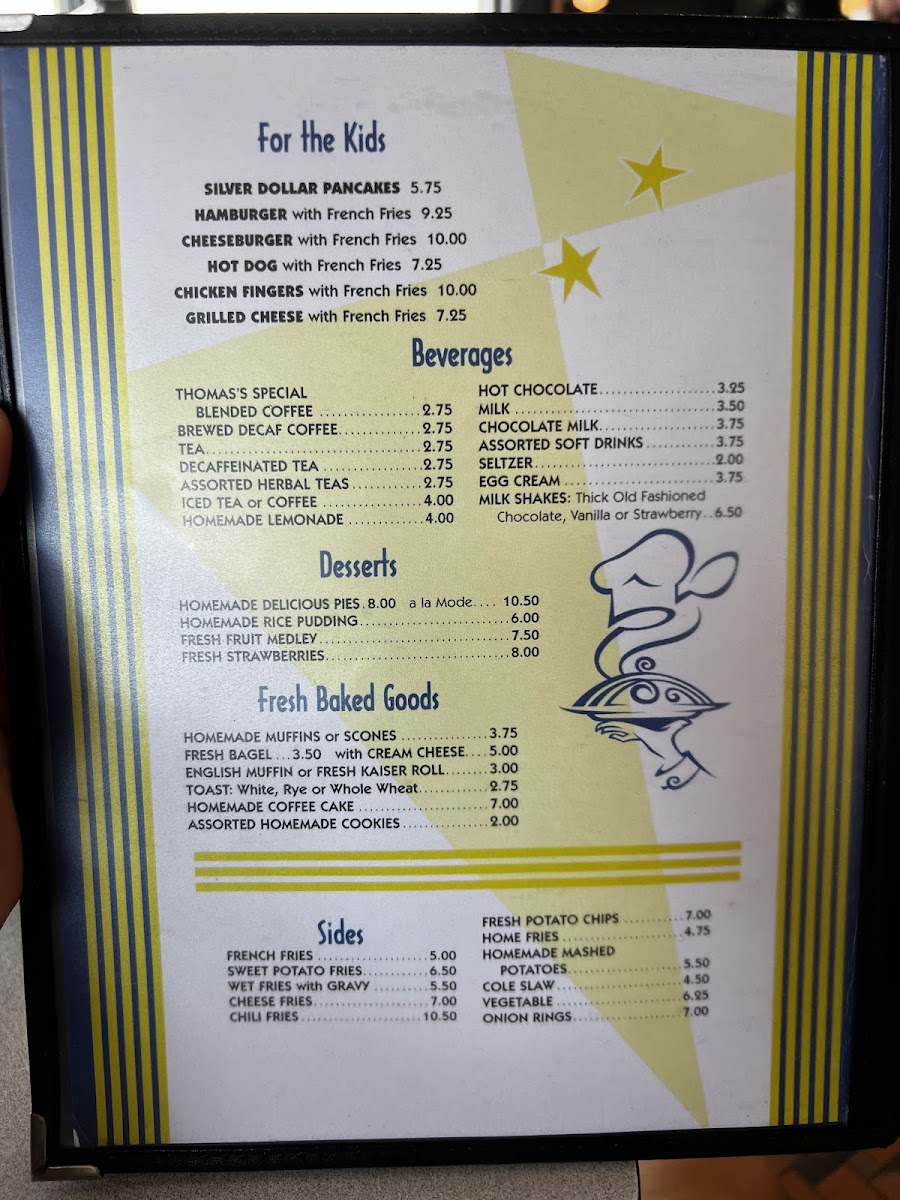 For the Kids
SILVER DOLLAR PANCAKES 5.75
HAMBURGER with French Fries 9.25
CHEESEBURGER with French Fries 10.00
HOT DOG with French Fries 7.25
CHICKEN FINGERS with French Fries 10.00
GRILLED CHEESE with French Fries 7.25
Beverages
THOMAS'S SPECIAL
BLENDED COFFEE ................. 2.75
BREWED DECAF COFFEE.............. 2.75
TEA..................................... 2.75
DECAFFEINATED TEA ................. 2.75
ASSORTED HERBAL TEAS............ 2.75
ICED TEA or COFFEE ................. 4.00
HOMEMADE LEMONADE ............. 4.00
HOT CHOCOLATE.................... 3.25
MILK .................................. 3.50
CHOCOLATE MILK.................... 3.75
ASSORTED SOFT DRINKS ............ 3.75
SELTZER............................... 2.00
EGG CREAM .......................... 3.75
MILK SHAKES: Thick Old Fashioned
Chocolate, Vanilla or Strawberry.. 6.50
Desserts
HOMEMADE DELICIOUS PIES. 8.00 a la Mode.... 10.50
HOMEMADE RICE PUDDING.......................... 6.00
FRESH FRUIT MEDLEY................................. 7.50
FRESH STRAWBERRIES................................ 8.00
Fresh Baked Goods
HOMEMADE MUFFINS or SCONES ............... 3.75
FRESH BAGEL ... 3.50 with CREAM CHEESE.... 5.00
ENGLISH MUFFIN or FRESH KAISER ROLL....... 3.00
TOAST: White, Rye or Whole Wheat............ 2.75
HOMEMADE COFFEE CAKE ...................... 7.00
ASSORTED HOMEMADE COOKIES ............... 2.00
Sides
FRENCH FRIES ................... 5.00
SWEET POTATO FRIES........... 6.50
WET FRIES with GRAVY ......... 5.50
CHEESE FRIES................... 7.00
CHILI FRIES..................... 10.50
FRESH POTATO CHIPS .......... 7.00
HOME FRIES .................... 4.75
HOMEMADE MASHED
POTATOES................... 5.50
COLE SLAW..................... 4.50
VEGETABLE ..................... 6.25
ONION RINGS.................. 7.00